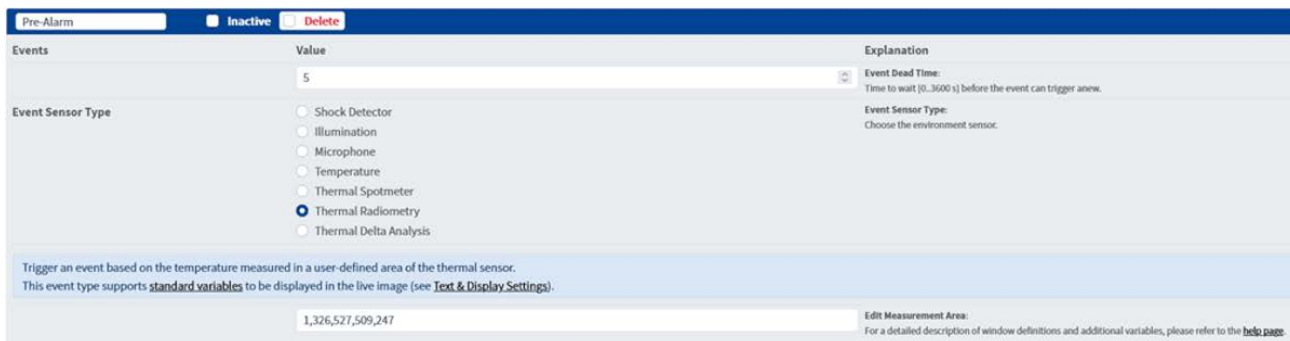 Pre-Alarm Inactive Delete
Events Value Explanation
5 Event Dead Time:
Time to wait [0..3600 s] before the event can trigger anew.
Event Sensor Type Shock Detector Event Sensor Type:
Illumination Choose the environment sensor.
Microphone
Temperature
Thermal Spotmeter
Thermal Radiometry
Thermal Delta Analysis
Trigger an event based on the temperature measured in a user-defined area of the thermal sensor.
This event type supports standard variables to be displayed in the live image (see Text & Display Settings).
1,326,527,509,247 Edit Measurement Area:
For a detailed description of window definitions and additional variables, please refer to the help page.